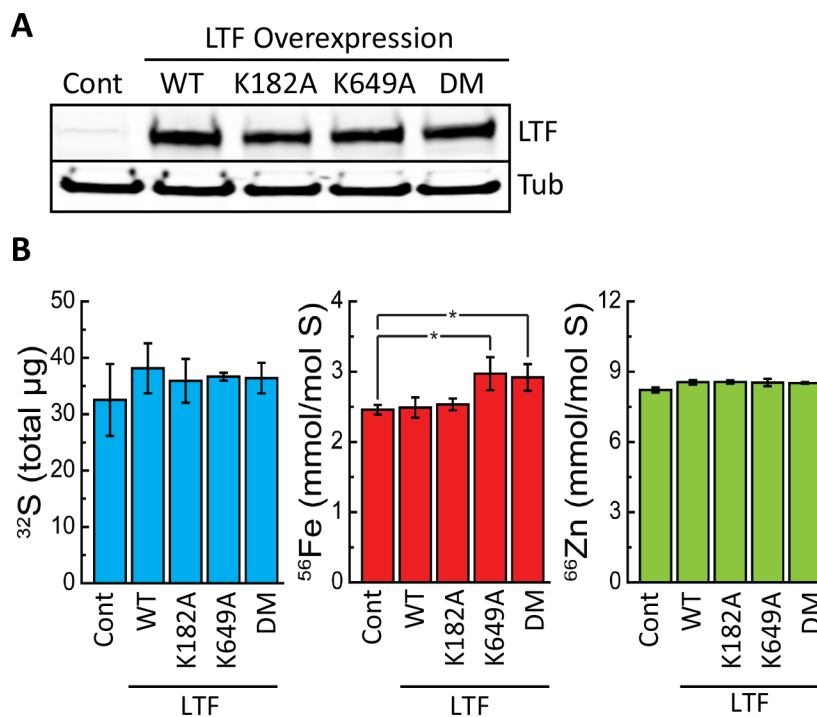 A
LTF Overexpression
Cont WT K182A K649A DM
LTF
Tub
B
50
40
30
20
10
0
³²S (total µg)
Cont
WT
K182A
K649A
DM
LTF
4
3
2
1
0
⁵⁶Fe (mmol/mol S)
*
*
Cont
WT
K182A
K649A
DM
LTF
12
9
6
3
0
⁶⁶Zn (mmol/mol S)
Cont
WT
K182A
K649A
DM
LTF